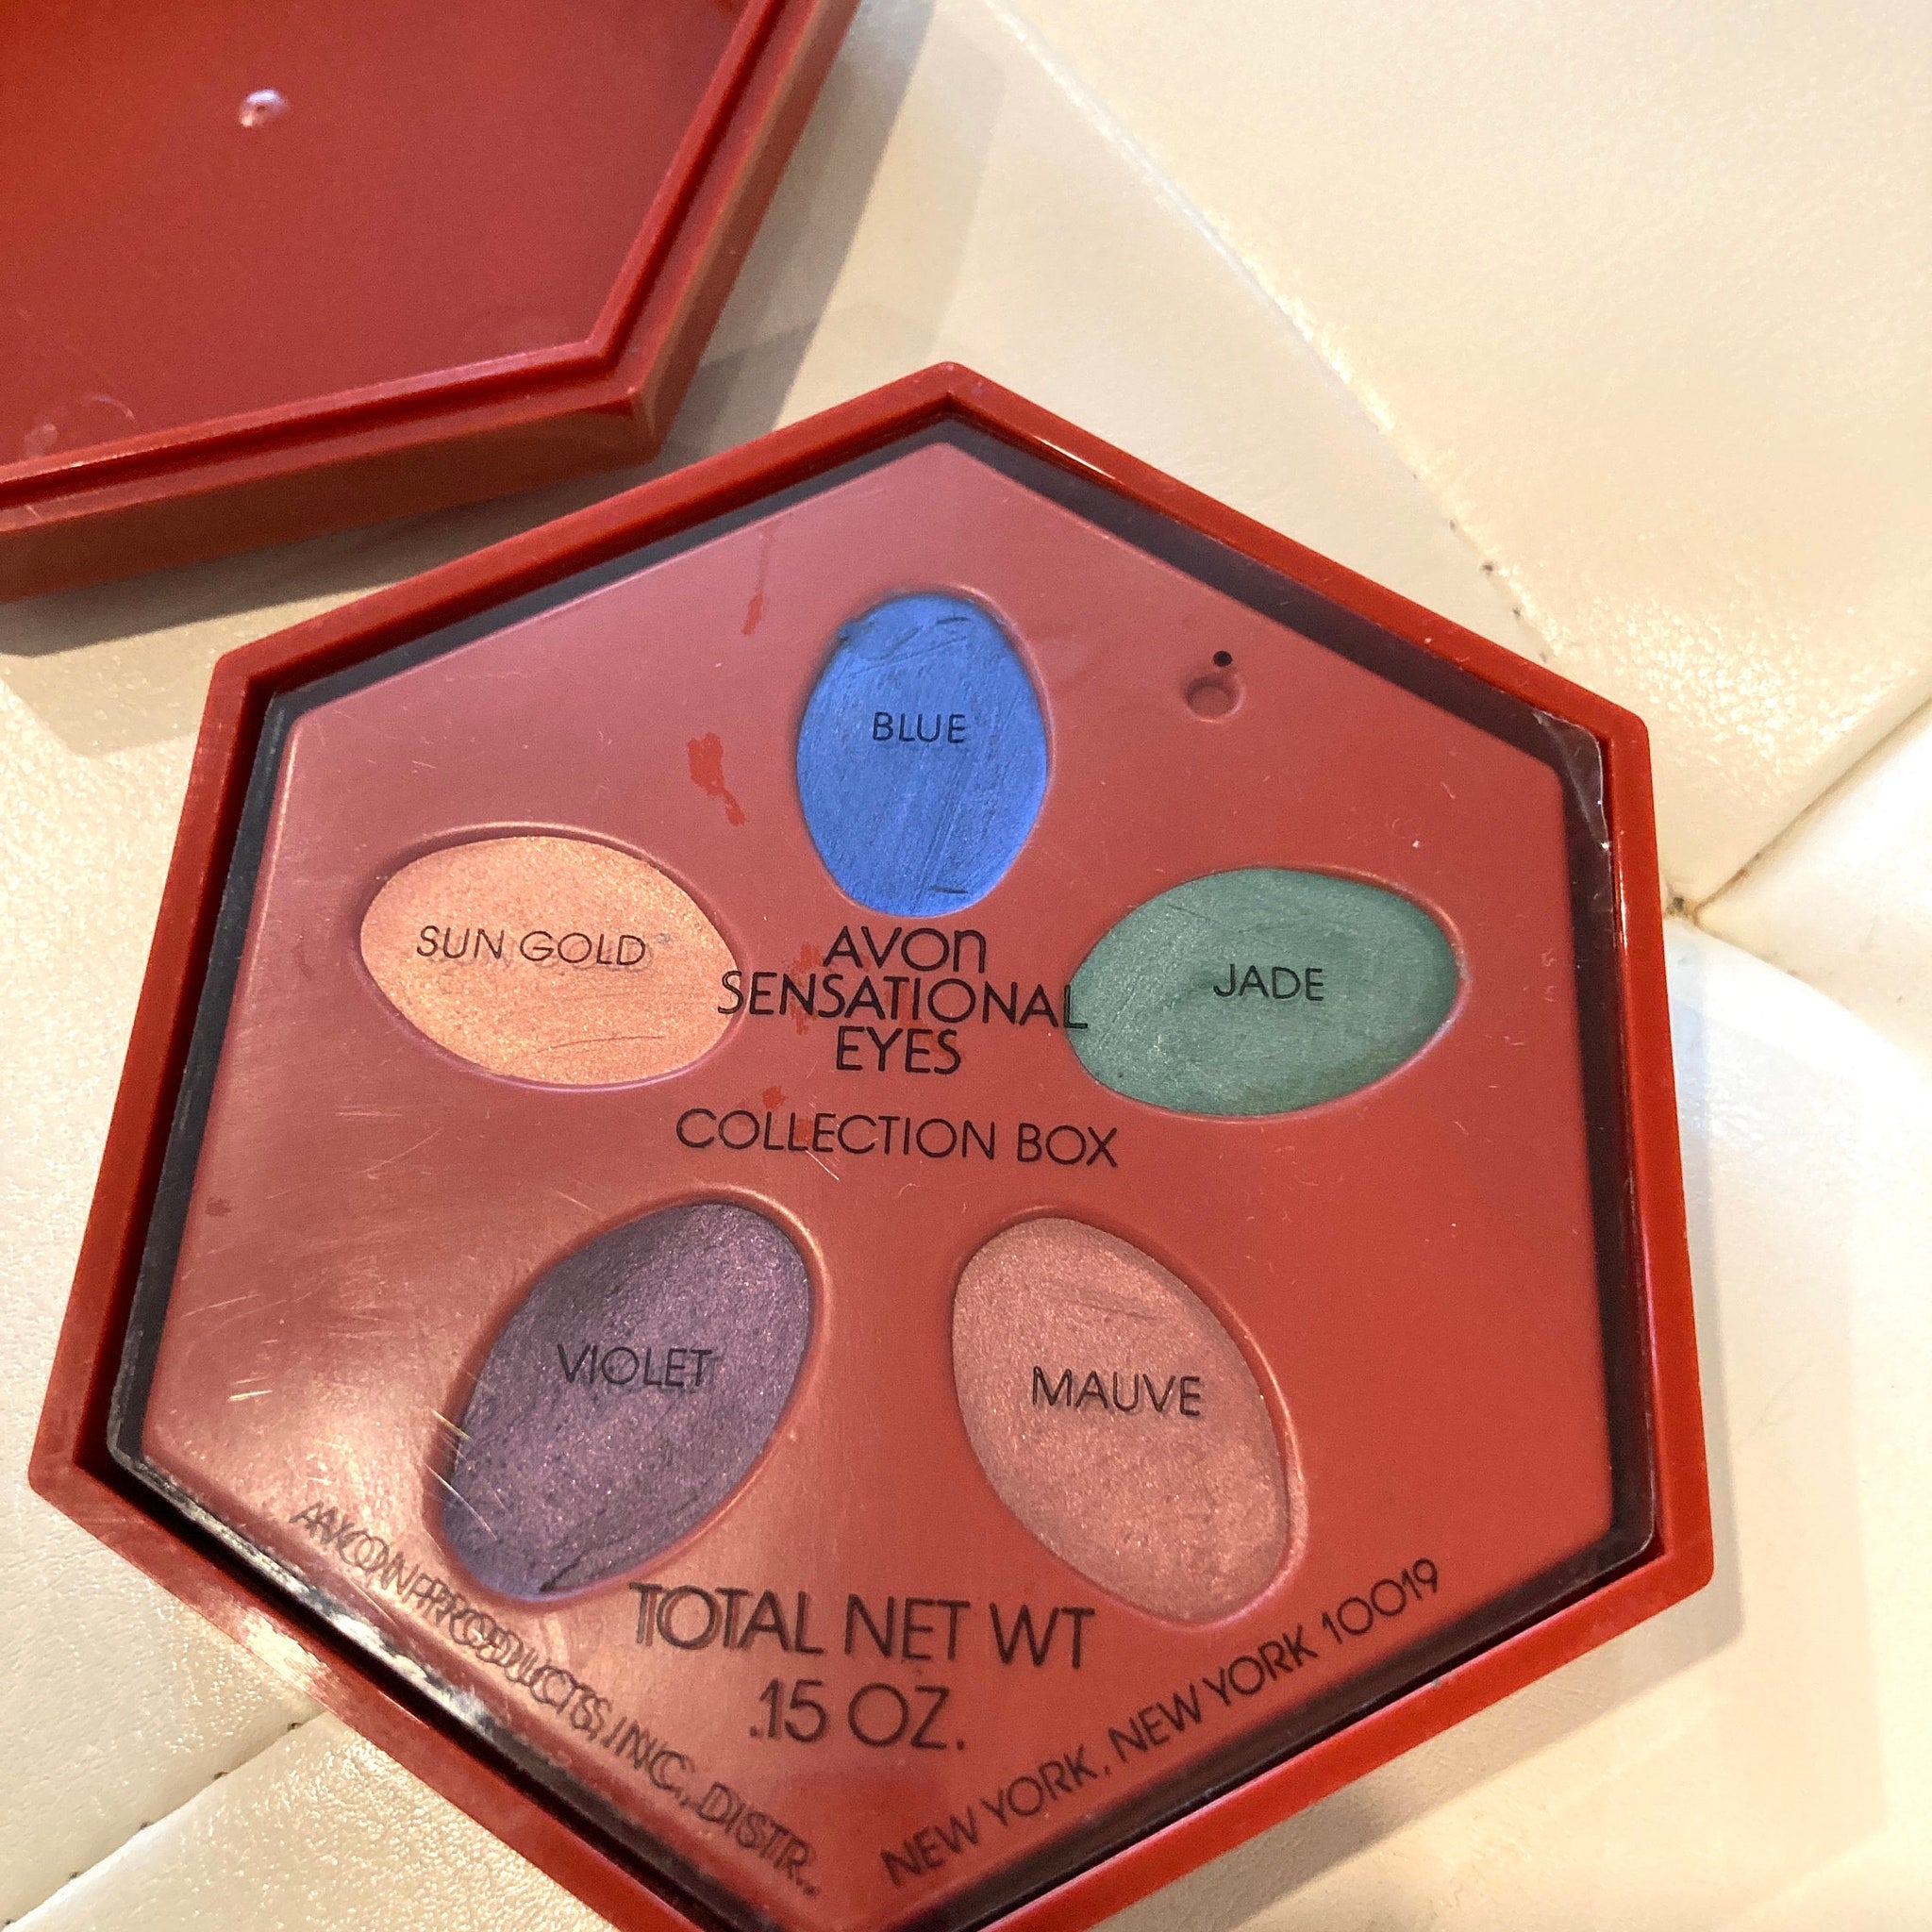 BLUE
SUN GOLD
JADE
AVON
SENSATIONAL
EYES
COLLECTION BOX
VIOLET
MAUVE
TOTAL NET WT
.15 OZ.
AVON PRODUCTS, INC., DISTR.,
NEW YORK, NEW YORK 10019